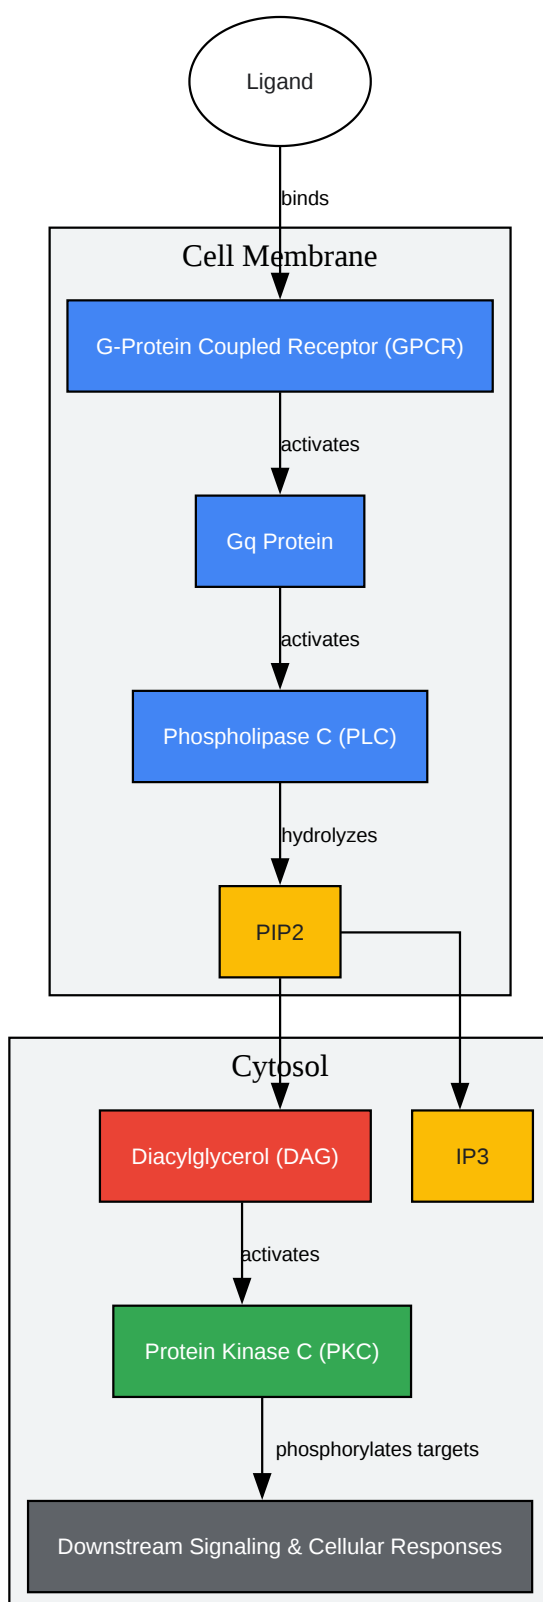 Ligand
binds
Cell Membrane
G-Protein Coupled Receptor (GPCR)
activates
Gq Protein
activates
Phospholipase C (PLC)
hydrolyzes
PIP2
Cytosol
Diacylglycerol (DAG)
IP3
activates
Protein Kinase C (PKC)
phosphorylates targets
Downstream Signaling & Cellular Responses